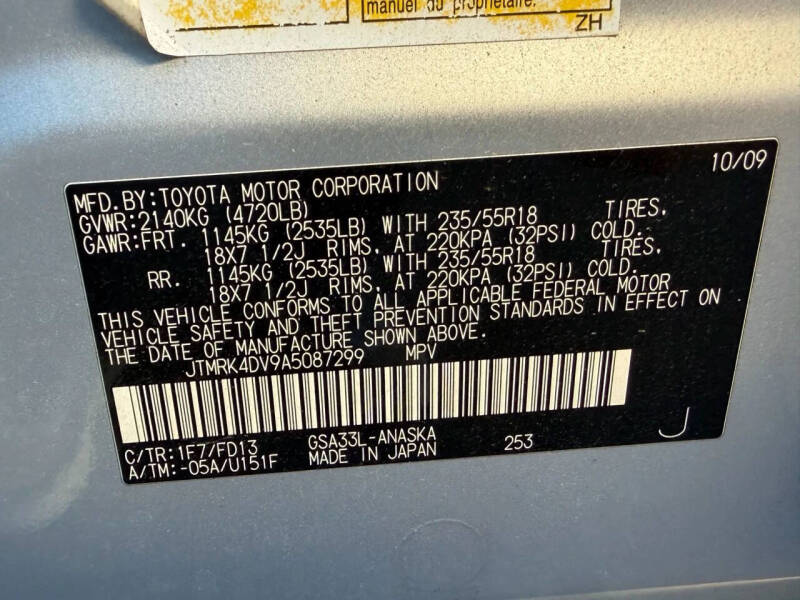 manuel du propriétaire.
ZH
10/09
MFD.BY:TOYOTA MOTOR CORPORATION
GVWR:2140KG (4720LB)
GAWR:FRT. 1145KG (2535LB) WITH 235/55R18 TIRES,
18X7 1/2J RIMS. AT 220KPA (32PSI) COLD.
RR. 1145KG (2535LB) WITH 235/55R18 TIRES,
18X7 1/2J RIMS. AT 220KPA (32PSI) COLD.
THIS VEHICLE CONFORMS TO ALL APPLICABLE FEDERAL MOTOR
VEHICLE SAFETY AND THEFT PREVENTION STANDARDS IN EFFECT ON
THE DATE OF MANUFACTURE SHOWN ABOVE.
JTMRK4DV9A5087299 MPV
C/TR:1F7/FD13 GSA33L-ANASKA 253 J
A/TM:-05A/U151F MADE IN JAPAN